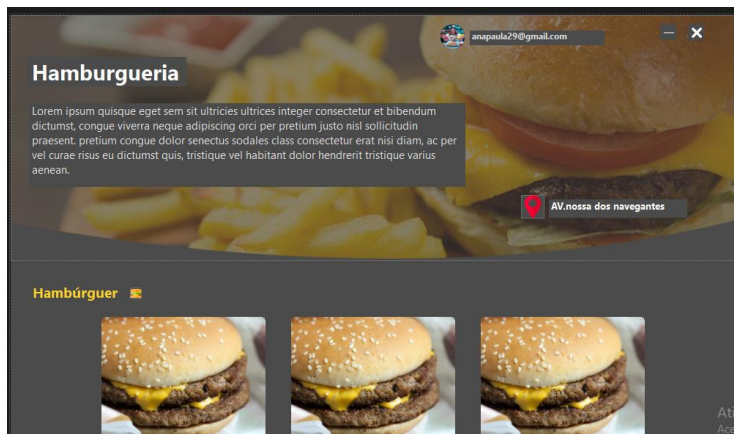 anapaula29@gmail.com
Hamburgueria
Lorem ipsum quisque eget sem sit ultricies ultrices integer consectetur et bibendum
dictumst, congue viverra neque adipiscing orci per pretium justo nisl sollicitudin
praesent. pretium congue dolor senectus sodales class consectetur erat nisi diam, ac per
vel curae risus eu dictumst quis, tristique vel habitant dolor hendrerit tristique varius
aenean.
AV.nossa dos navegantes
Hambúrguer